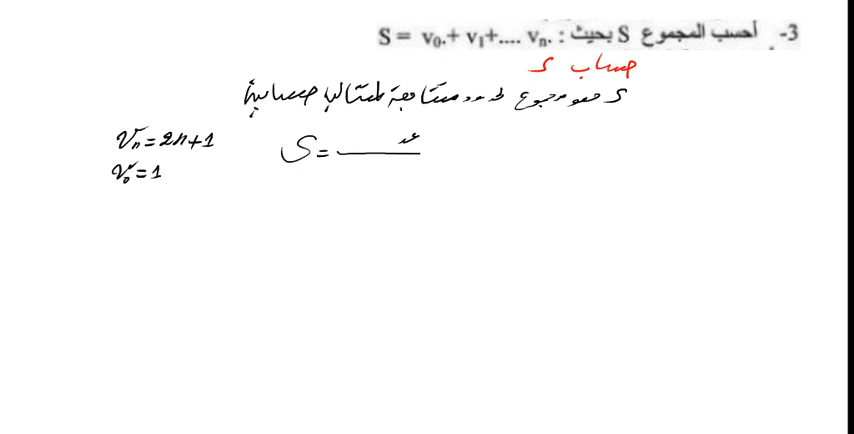 3- أحسب المجموع S بحيث : S = v₀.+ v₁+.... vₙ.
حساب S
S هو مجموع حدود متتابعة لمتتالية حسابية
Vₙ = 2n+1
S = عد
V₀ = 1